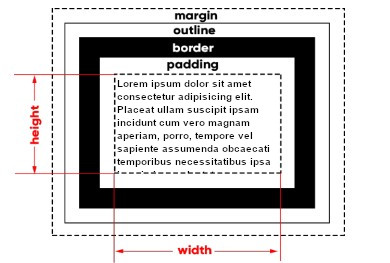 margin
outline
border
padding
Lorem ipsum dolor sit amet
consectetur adipisicing elit.
Placeat ullam suscipit ipsam
incidunt cum vero magnam
aperiam, porro, tempore vel
sapiente assumenda obcaecati
temporibus necessitatibus ipsa
height
width